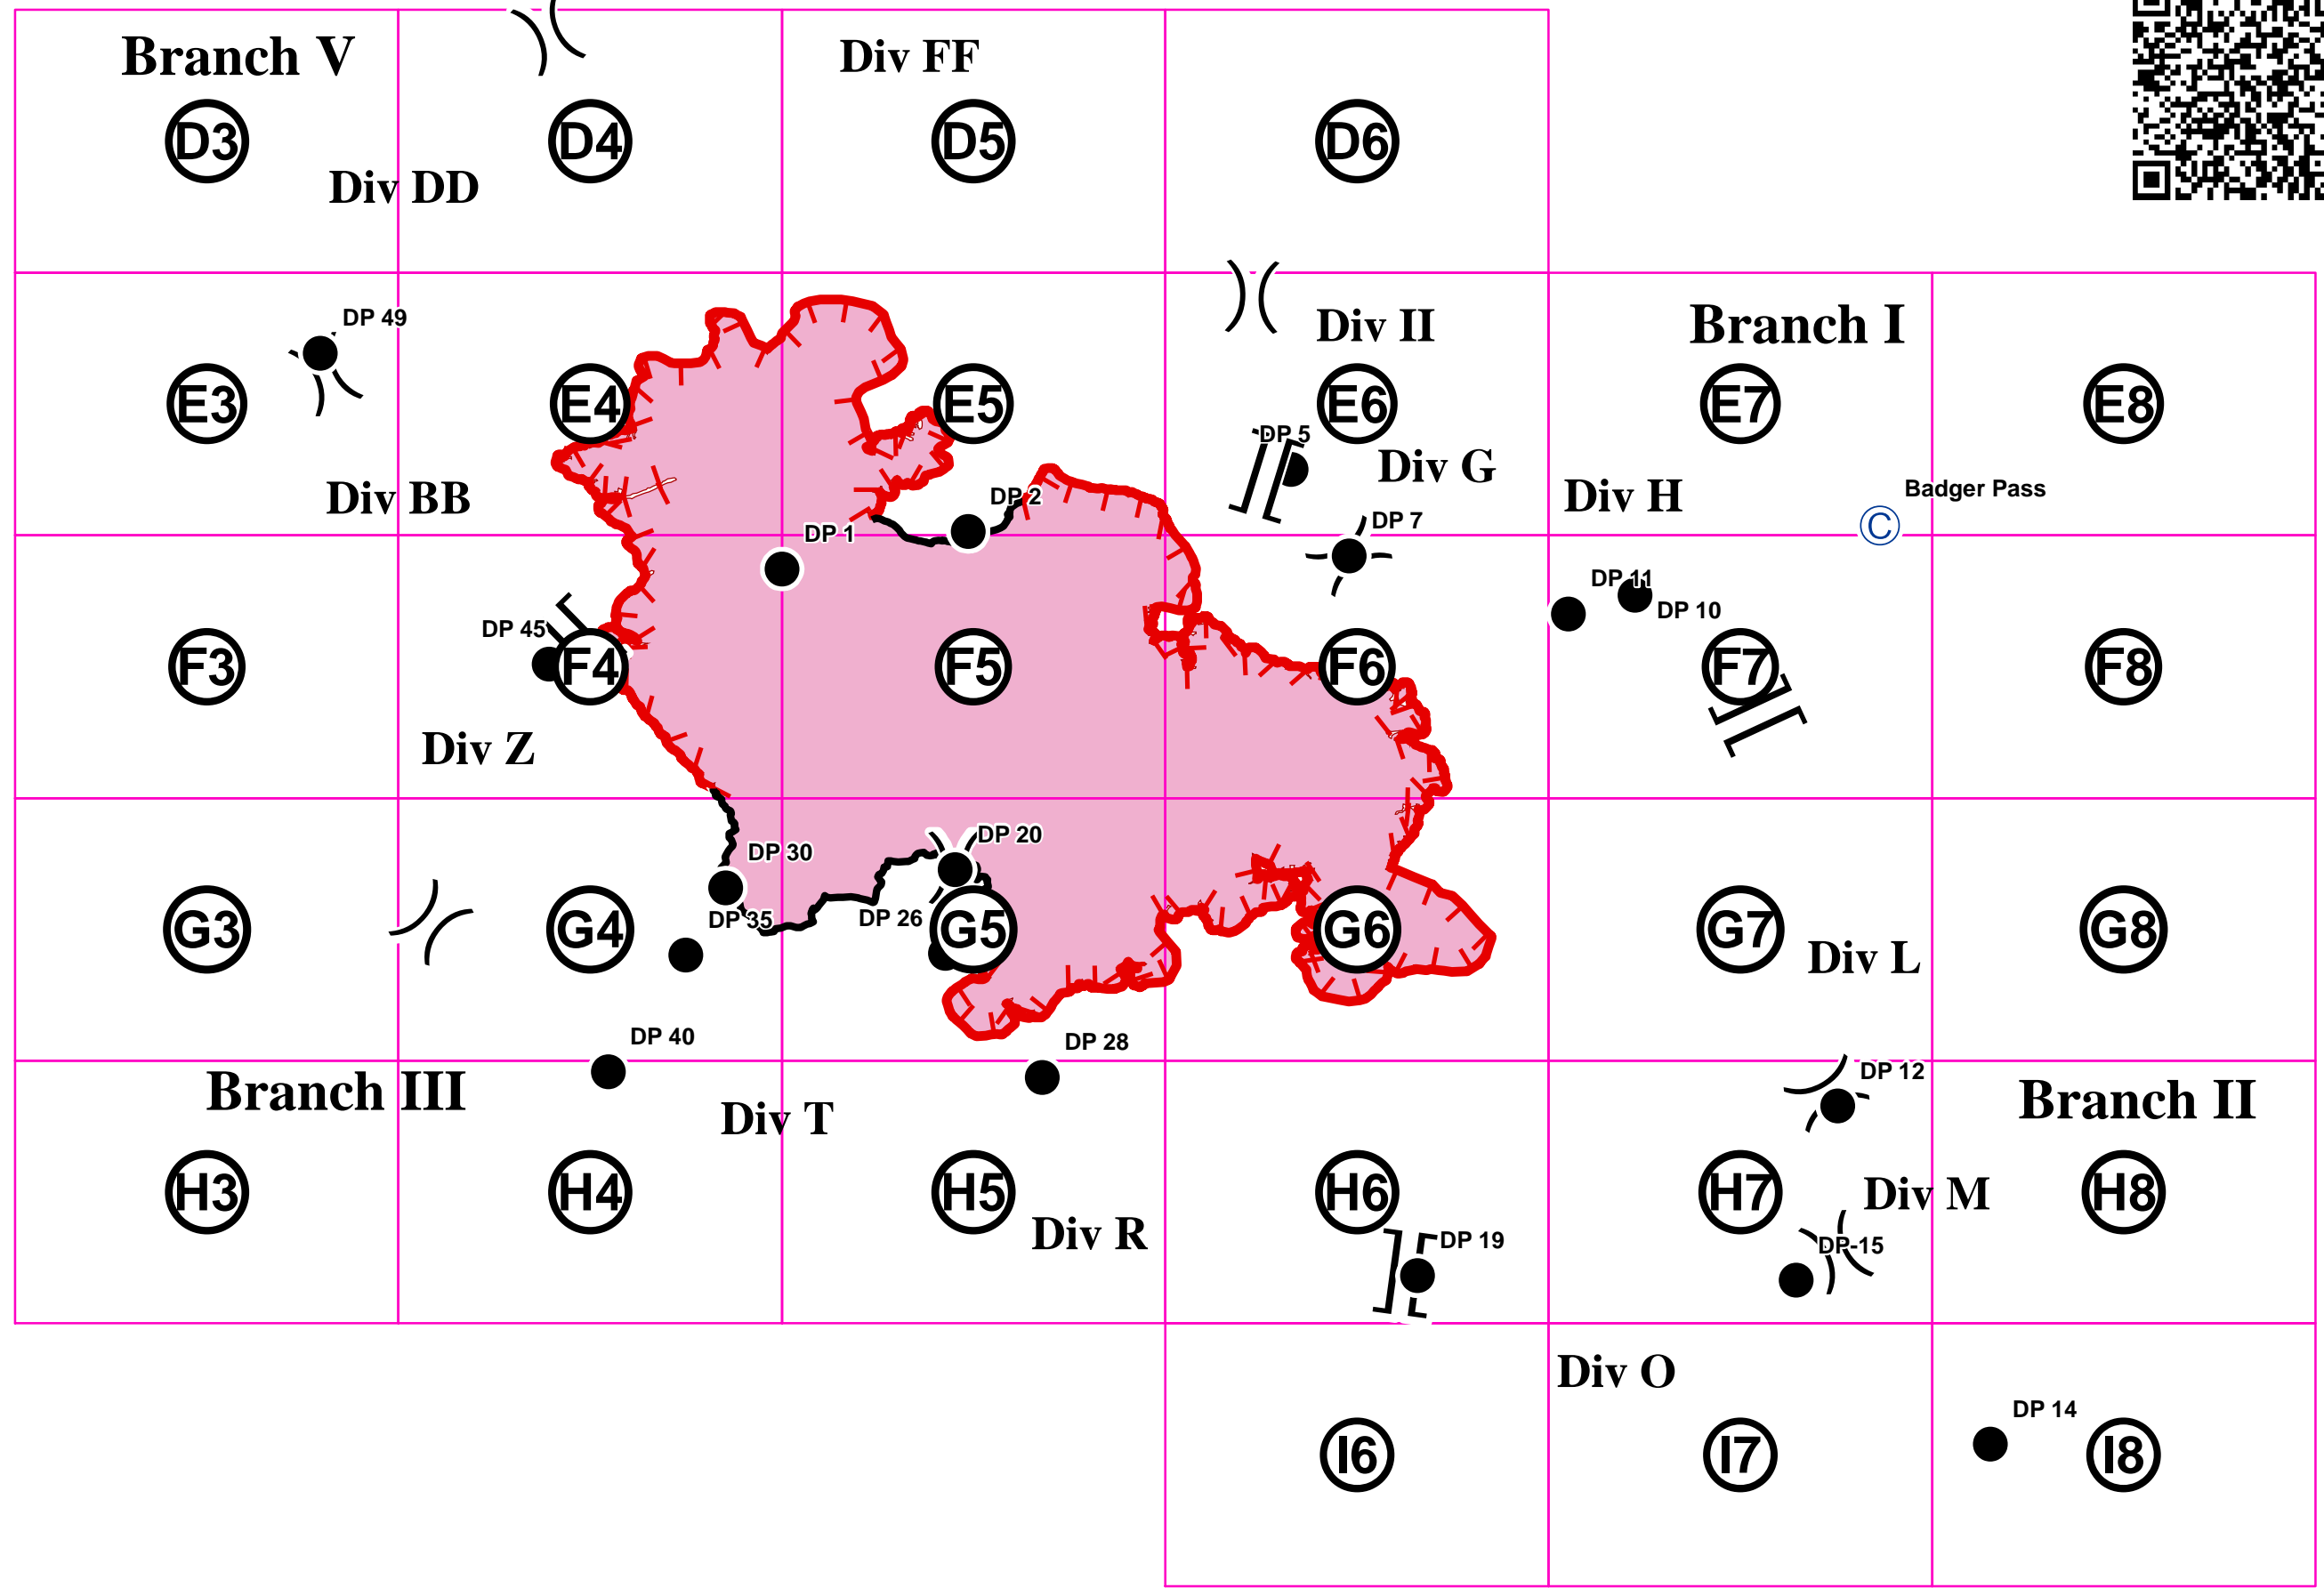 Branch V
Div FF
D3
D4
D5
D6
Div DD
DP 49
Div II
Branch I
E3
E4
E5
E6
E7
E8
DP 5
Div G
Div BB
DP 2
Div H
Badger Pass
©
DP 1
DP 7
DP 11
DP 10
DP 45
F3
F4
F5
F6
F7
F8
Div Z
DP 20
DP 30
DP 35
DP 26
G3
G4
G5
G6
G7
G8
Div L
DP 40
DP 28
Branch III
Div T
DP 12
Branch II
H3
H4
H5
H6
H7
Div M
H8
Div R
DP 19
DP-15
Div O
DP 14
I6
I7
I8